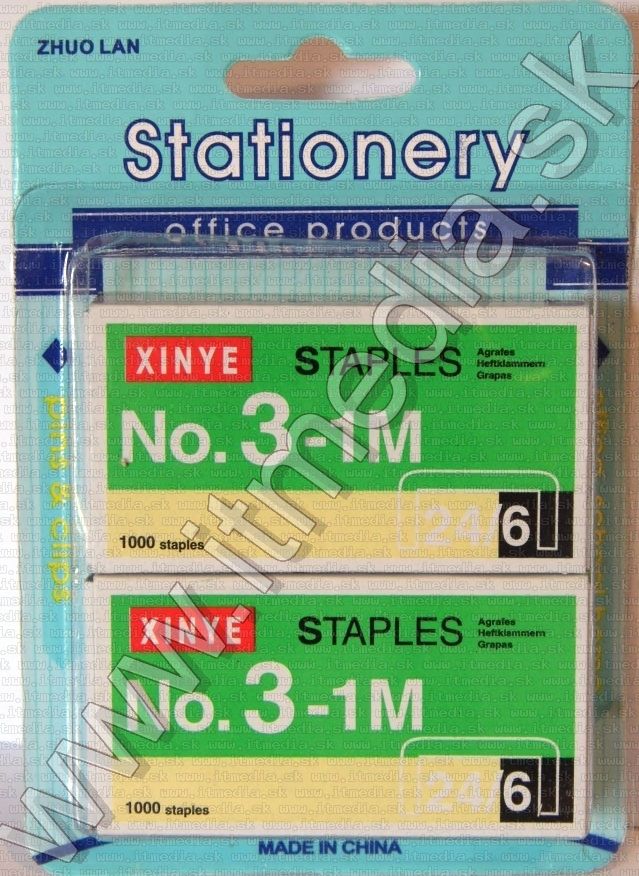 ZHUO LAN
Stationery
office products
XINYE
STAPLES
Agrafes
Heftklammern
Grapas
No. 3-1M
1000 staples
24/6
XINYE
STAPLES
Agrafes
Heftklammern
Grapas
No. 3-1M
1000 staples
24/6
pins & clips
MADE IN CHINA
www.itmedia.sk